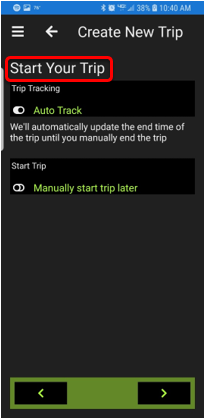 38% 10:40 AM
Create New Trip
Start Your Trip
Trip Tracking
Auto Track
We'll automatically update the end time of
the trip until you manually end the trip
Start Trip
Manually start trip later